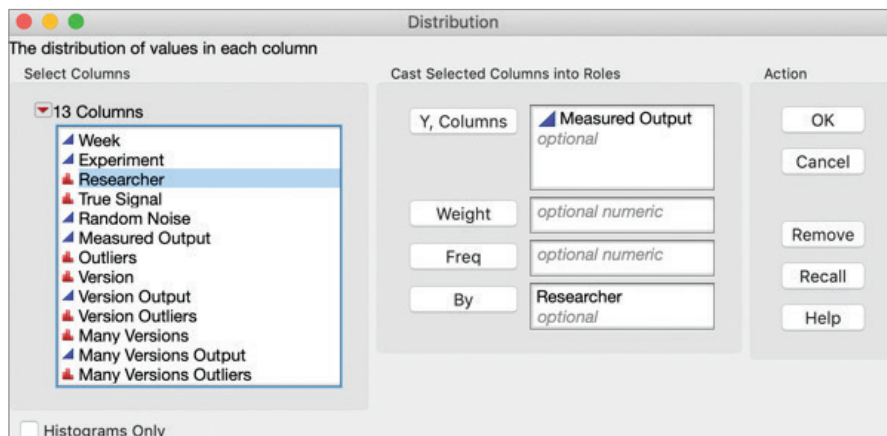 Distribution
The distribution of values in each column
Select Columns
13 Columns
Week
Experiment
Researcher
True Signal
Random Noise
Measured Output
Outliers
Version
Version Output
Version Outliers
Many Versions
Many Versions Output
Many Versions Outliers
Histograms Only
Cast Selected Columns into Roles
Y, Columns
Measured Output
optional
Weight
optional numeric
Freq
optional numeric
By
Researcher
optional
Action
OK
Cancel
Remove
Recall
Help